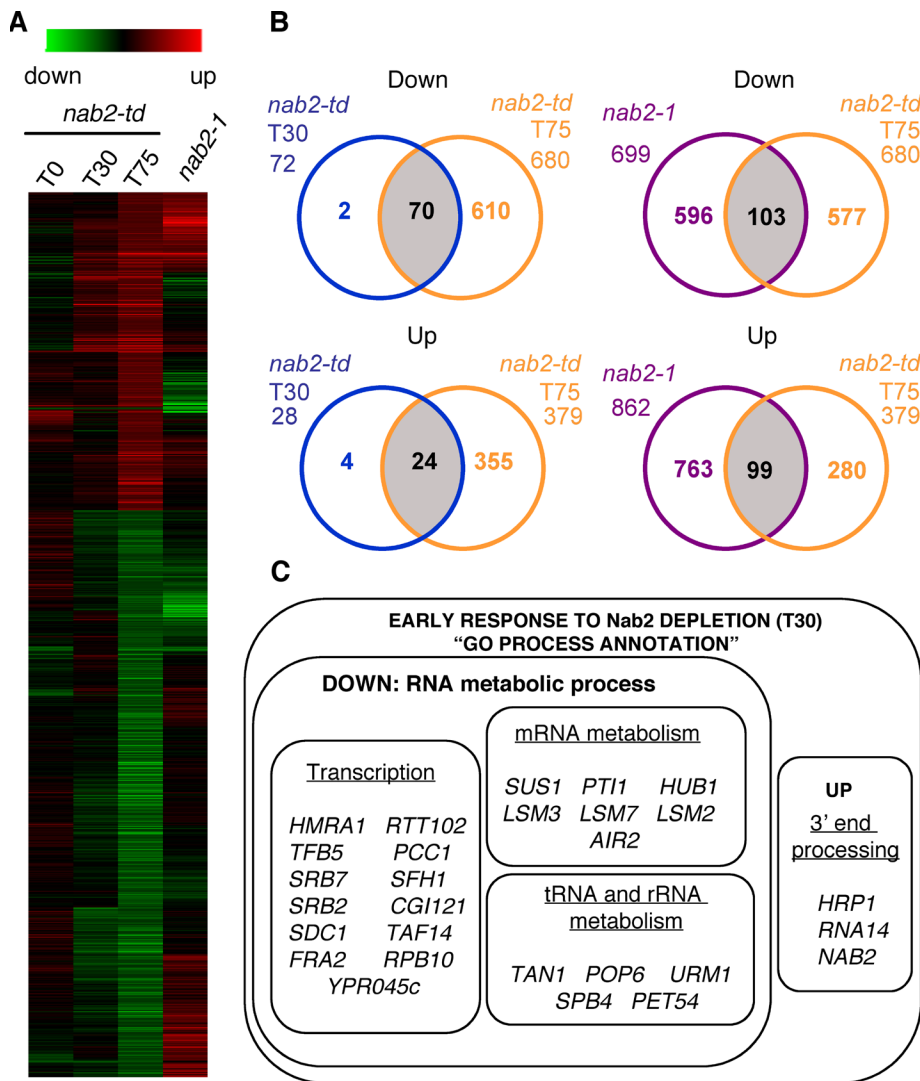 A
down up
nab2-td
T0 T30 T75 nab2-1
B
Down
nab2-td
T30
72
nab2-td
T75
680
2 70 610
Down
nab2-1
699
nab2-td
T75
680
596 103 577
Up
nab2-td
T30
28
nab2-td
T75
379
4 24 355
Up
nab2-1
862
nab2-td
T75
379
763 99 280
C
EARLY RESPONSE TO Nab2 DEPLETION (T30)
“GO PROCESS ANNOTATION”
DOWN: RNA metabolic process
Transcription
HMRA1 RTT102
TFB5 PCC1
SRB7 SFH1
SRB2 CGI121
SDC1 TAF14
FRA2 RPB10
YPR045c
mRNA metabolism
SUS1 PTI1 HUB1
LSM3 LSM7 LSM2
AIR2
tRNA and rRNA
metabolism
TAN1 POP6 URM1
SPB4 PET54
UP
3’ end
processing
HRP1
RNA14
NAB2